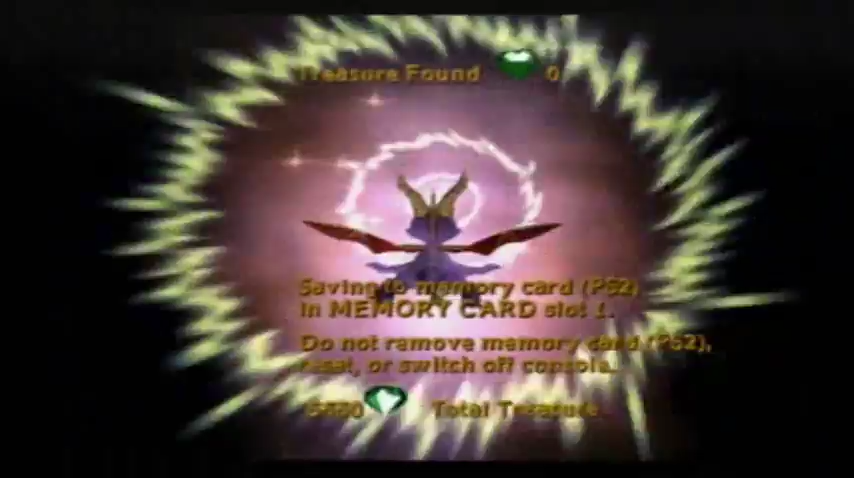 Treasure Found 0
Saving to memory card (PS2)
in MEMORY CARD slot 1.
Do not remove memory card (PS2),
reset, or switch off console.
Total Treasure